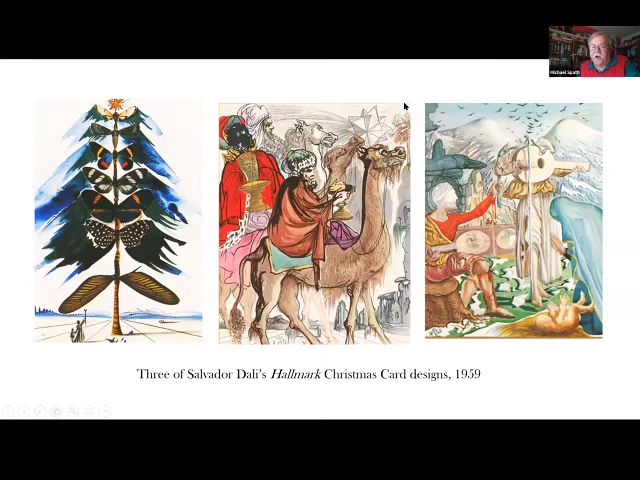 Michael Spath
Three of Salvador Dali's Hallmark Christmas Card designs, 1959